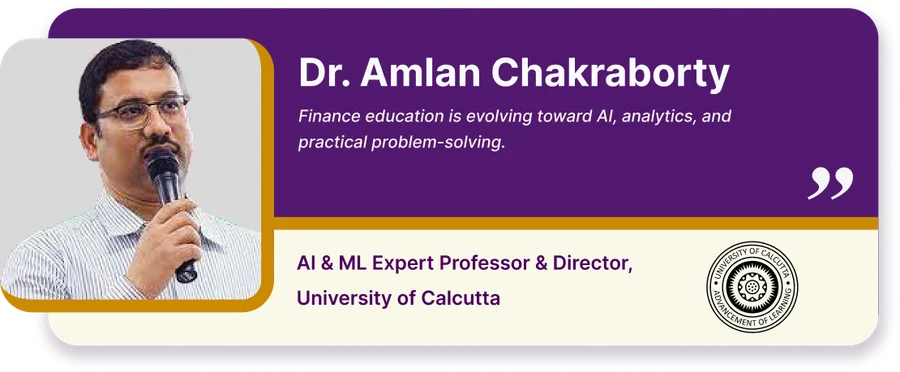 Dr. Amlan Chakraborty
Finance education is evolving toward AI, analytics, and
practical problem-solving.
”
AI & ML Expert Professor & Director,
University of Calcutta
UNIVERSITY OF CALCUTTA
ADVANCEMENT OF LEARNING